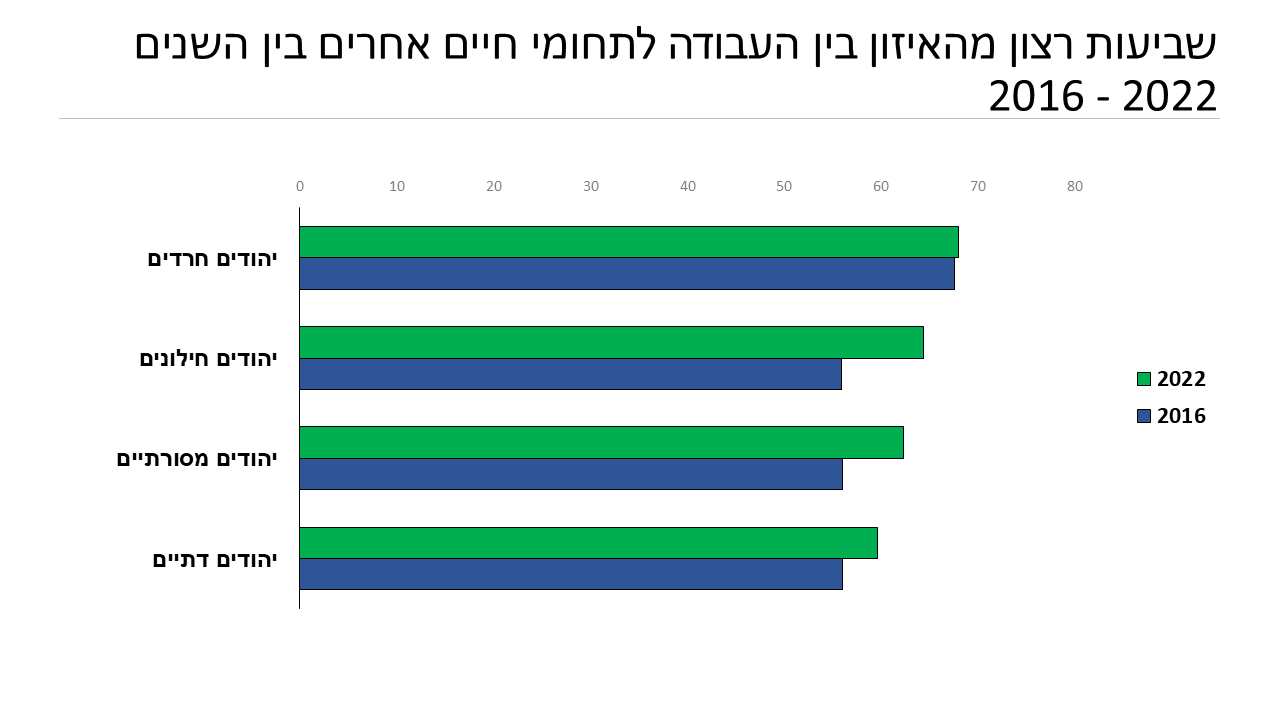 שביעות רצון מהאיזון בין העבודה לתחומי חיים אחרים בין השנים
2016 - 2022
0 10 20 30 40 50 60 70 80
יהודים חרדים
יהודים חילונים
יהודים מסורתיים
יהודים דתיים
2022
2016